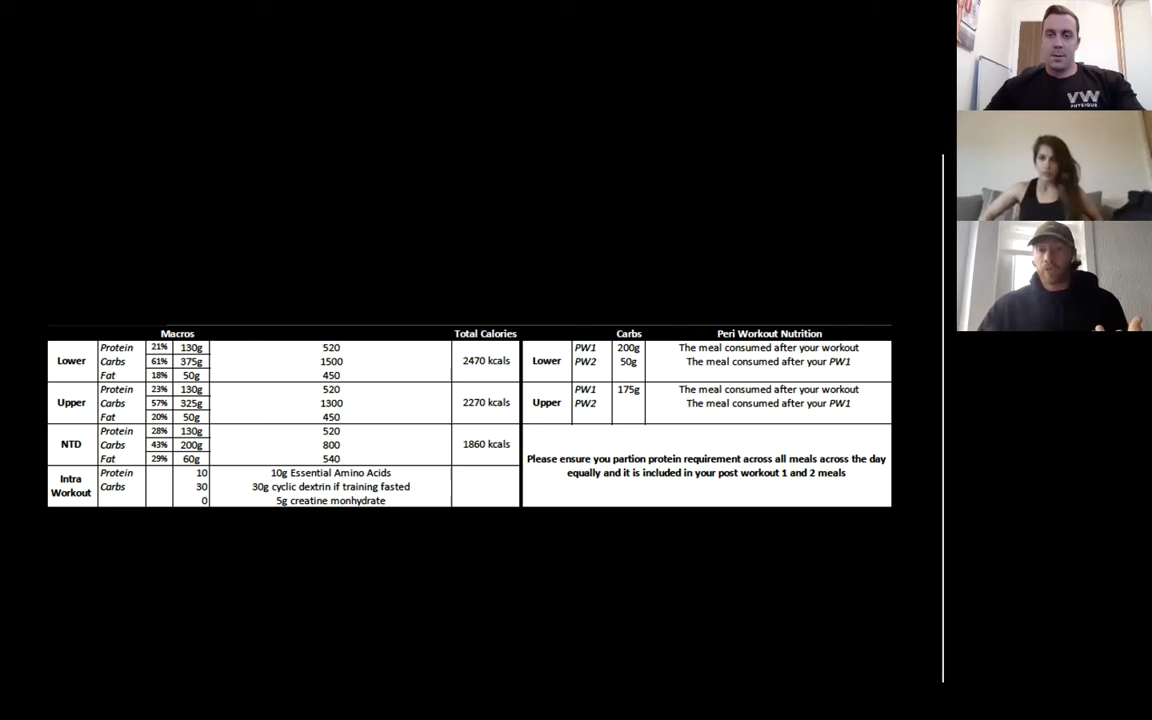 Macros Total Calories Carbs Peri Workout Nutrition
Lower Protein 21% 130g 520 2470 kcals
Carbs 61% 375g 1500
Fat 18% 50g 450
Upper Protein 23% 130g 520 2270 kcals
Carbs 57% 325g 1300
Fat 20% 50g 450
NTD Protein 28% 130g 520 1860 kcals
Carbs 43% 200g 800
Fat 29% 60g 540
Intra Workout Protein 10 10g Essential Amino Acids
Carbs 30 30g cyclic dextrin if training fasted
0 5g creatine monhydrate
Lower PW1 200g The meal consumed after your workout
PW2 50g The meal consumed after your PW1
Upper PW1 175g The meal consumed after your workout
PW2 The meal consumed after your PW1
Please ensure you partion protein requirement across all meals across the day
equally and it is included in your post workout 1 and 2 meals
VW
PHYSIQUE